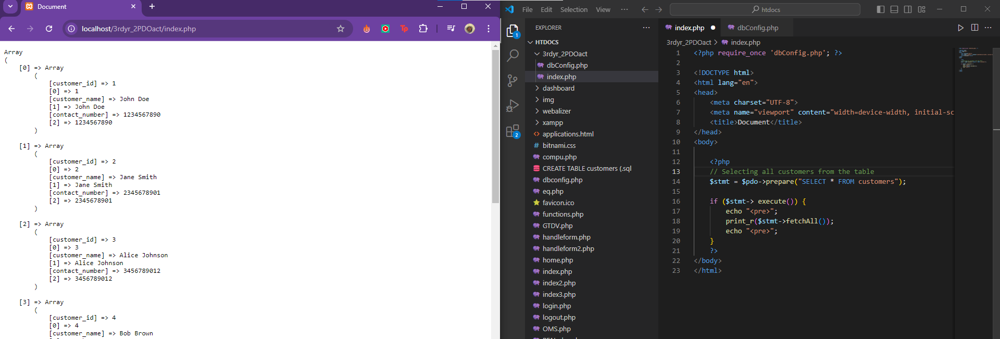 Document
localhost/3rdyr_2PDOact/index.php
Array
(
[0] => Array
(
[customer_id] => 1
[0] => 1
[customer_name] => John Doe
[1] => John Doe
[contact_number] => 1234567890
[2] => 1234567890
)
[1] => Array
(
[customer_id] => 2
[0] => 2
[customer_name] => Jane Smith
[1] => Jane Smith
[contact_number] => 2345678901
[2] => 2345678901
)
[2] => Array
(
[customer_id] => 3
[0] => 3
[customer_name] => Alice Johnson
[1] => Alice Johnson
[contact_number] => 3456789012
[2] => 3456789012
)
[3] => Array
(
[customer_id] => 4
[0] => 4
[customer_name] => Bob Brown
File Edit Selection View ··· htdocs
1
2
EXPLORER ···
HTDOCS
3rdyr_2PDOact
dbConfig.php
index.php
dashboard
img
webalizer
xampp
applications.html
bitnami.css
compu.php
CREATE TABLE customers (.sql
dbconfig.php
eq.php
favicon.ico
functions.php
GTDV.php
handleform.php
handleform2.php
home.php
index.php
index2.php
index3.php
login.php
logout.php
OMS.php
index.php dbConfig.php
3rdyr_2PDOact > index.php
1 <?php require_once 'dbConfig.php'; ?>
2
3 <!DOCTYPE html>
4 <html lang="en">
5 <head>
6 <meta charset="UTF-8">
7 <meta name="viewport" content="width=device-width, initial-sc
8 <title>Document</title>
9 </head>
10 <body>
11
12 <?php
13 // Selecting all customers from the table
14 $stmt = $pdo->prepare("SELECT * FROM customers");
15
16 if ($stmt-> execute()) {
17 echo "<pre>";
18 print_r($stmt->fetchAll());
19 echo "<pre>";
20 }
21 ?>
22 </body>
23 </html>